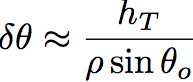 δθ ≈ h_T / (ρ sin θ_o)